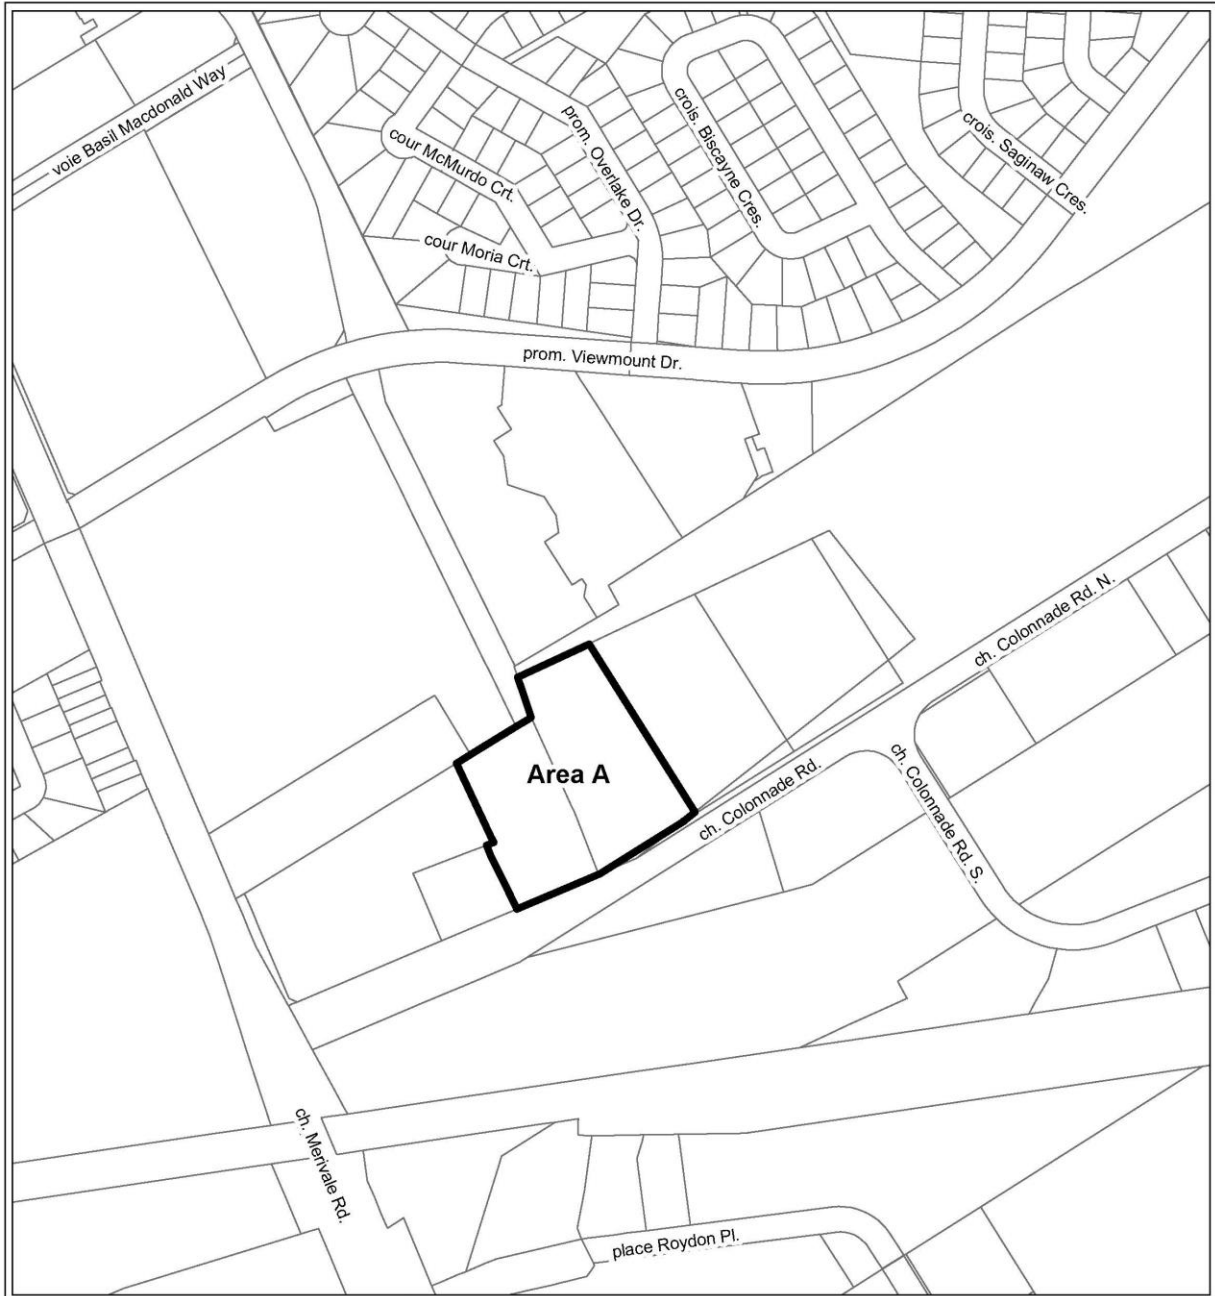 voie Basil Macdonald Way
cour McMurdo Crt.
prom. Overlake Dr.
crois. Biscayne Cres.
crois. Saginaw Cres.
cour Moria Crt.
prom. Viewmount Dr.
ch. Colonnade Rd. N.
Area A
ch. Colonnade Rd.
ch. Colonnade Rd. S.
ch. Merivale Rd.
place Roydon Pl.